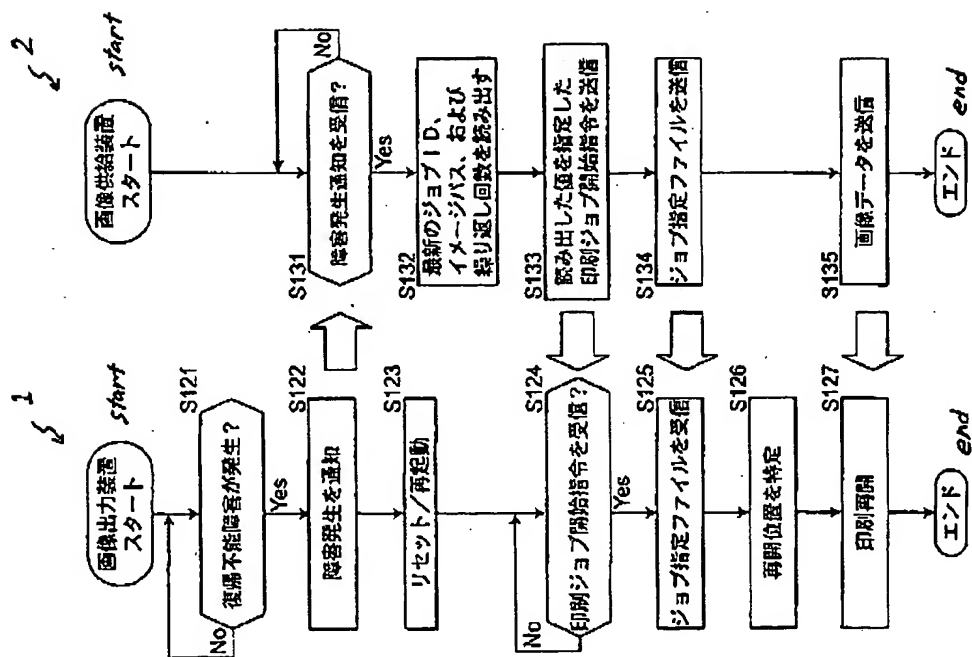 1
start
画像出力装置
スタート
S121
復帰不能障害が発生?
No
Yes
S122
障害発生を通知
S123
リセット/再起動
S124
印刷ジョブ開始指令を受信?
No
Yes
S125
ジョブ指定ファイルを受信
S126
再開位置を特定
S127
印刷再開
エンド
end
2
start
画像供給装置
スタート
S131
障害発生通知を受信?
No
Yes
S132
最新のジョブID、
イメージパス、および
繰り返し回数を読み出す
S133
読み出した値を指定した
印刷ジョブ開始指令を送信
S134
ジョブ指定ファイルを送信
S135
画像データを送信
エンド
end